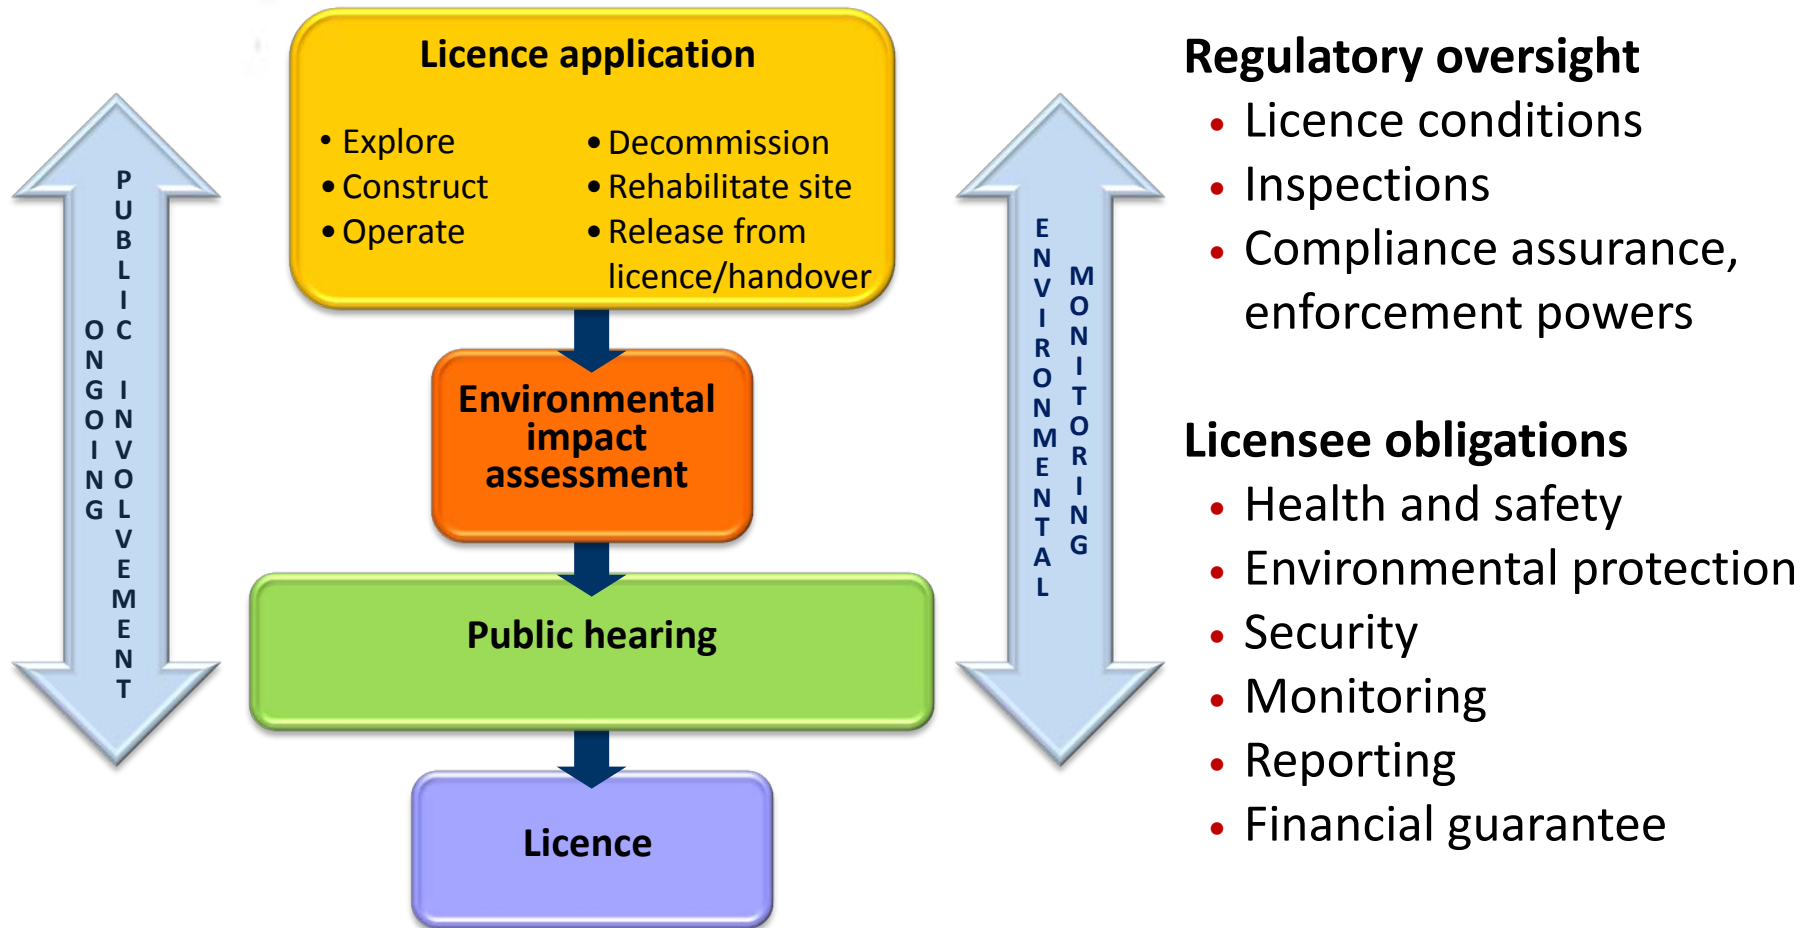 Licence application
• Explore
• Construct
• Operate
• Decommission
• Rehabilitate site
• Release from
licence/handover
ONGOING
PUBLIC INVOLVEMENT
Environmental
impact
assessment
Public hearing
Licence
ENVIRONMENTAL
MONITORING
Regulatory oversight
• Licence conditions
• Inspections
• Compliance assurance,
enforcement powers
Licensee obligations
• Health and safety
• Environmental protection
• Security
• Monitoring
• Reporting
• Financial guarantee